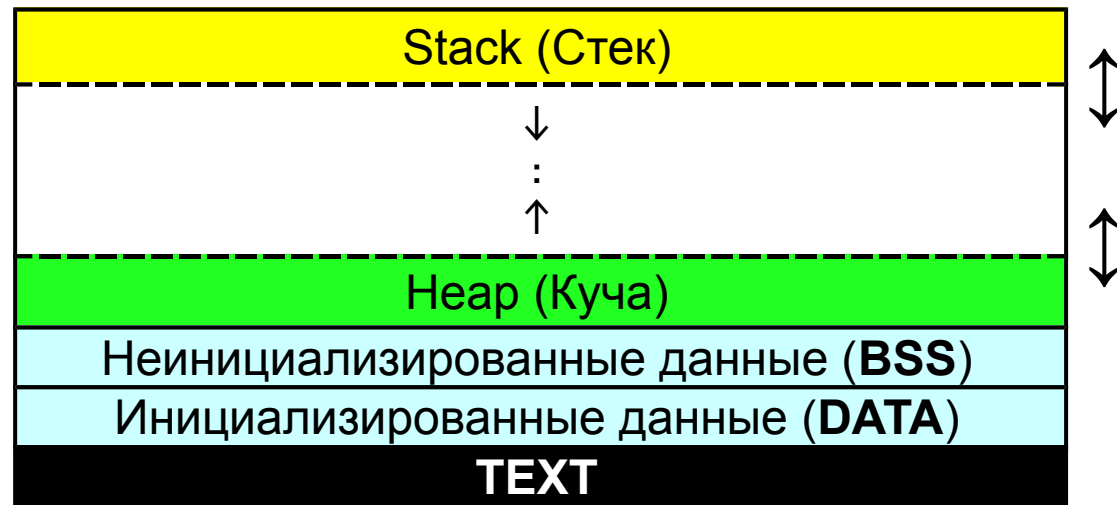 Stack (Стек)
↓
:
↑
Heap (Куча)
Неинициализированные данные (BSS)
Инициализированные данные (DATA)
TEXT